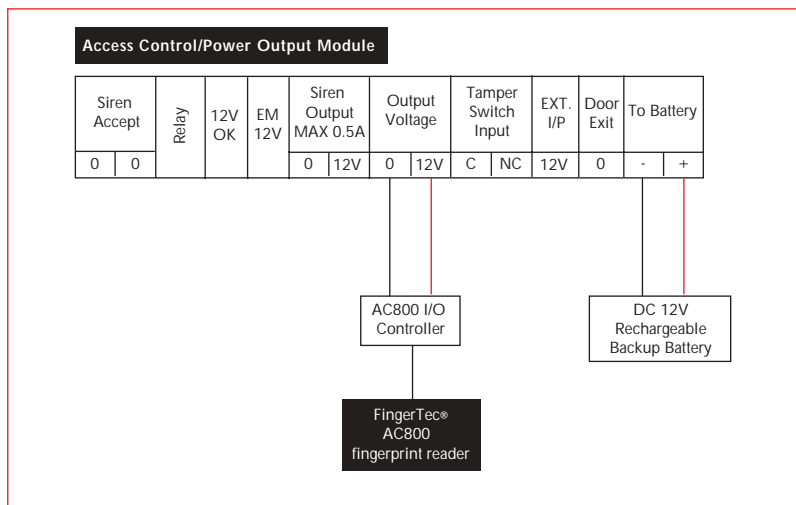 Access Control/Power Output Module
Siren
Accept
Relay
12V
OK
EM
12V
Siren
Output
MAX 0.5A
Output
Voltage
Tamper
Switch
Input
EXT.
I/P
Door
Exit
To Battery
0 0 0 12V 0 12V C NC 12V 0 - +
AC800 I/O
Controller
DC 12V
Rechargeable
Backup Battery
FingerTec®
AC800
fingerprint reader